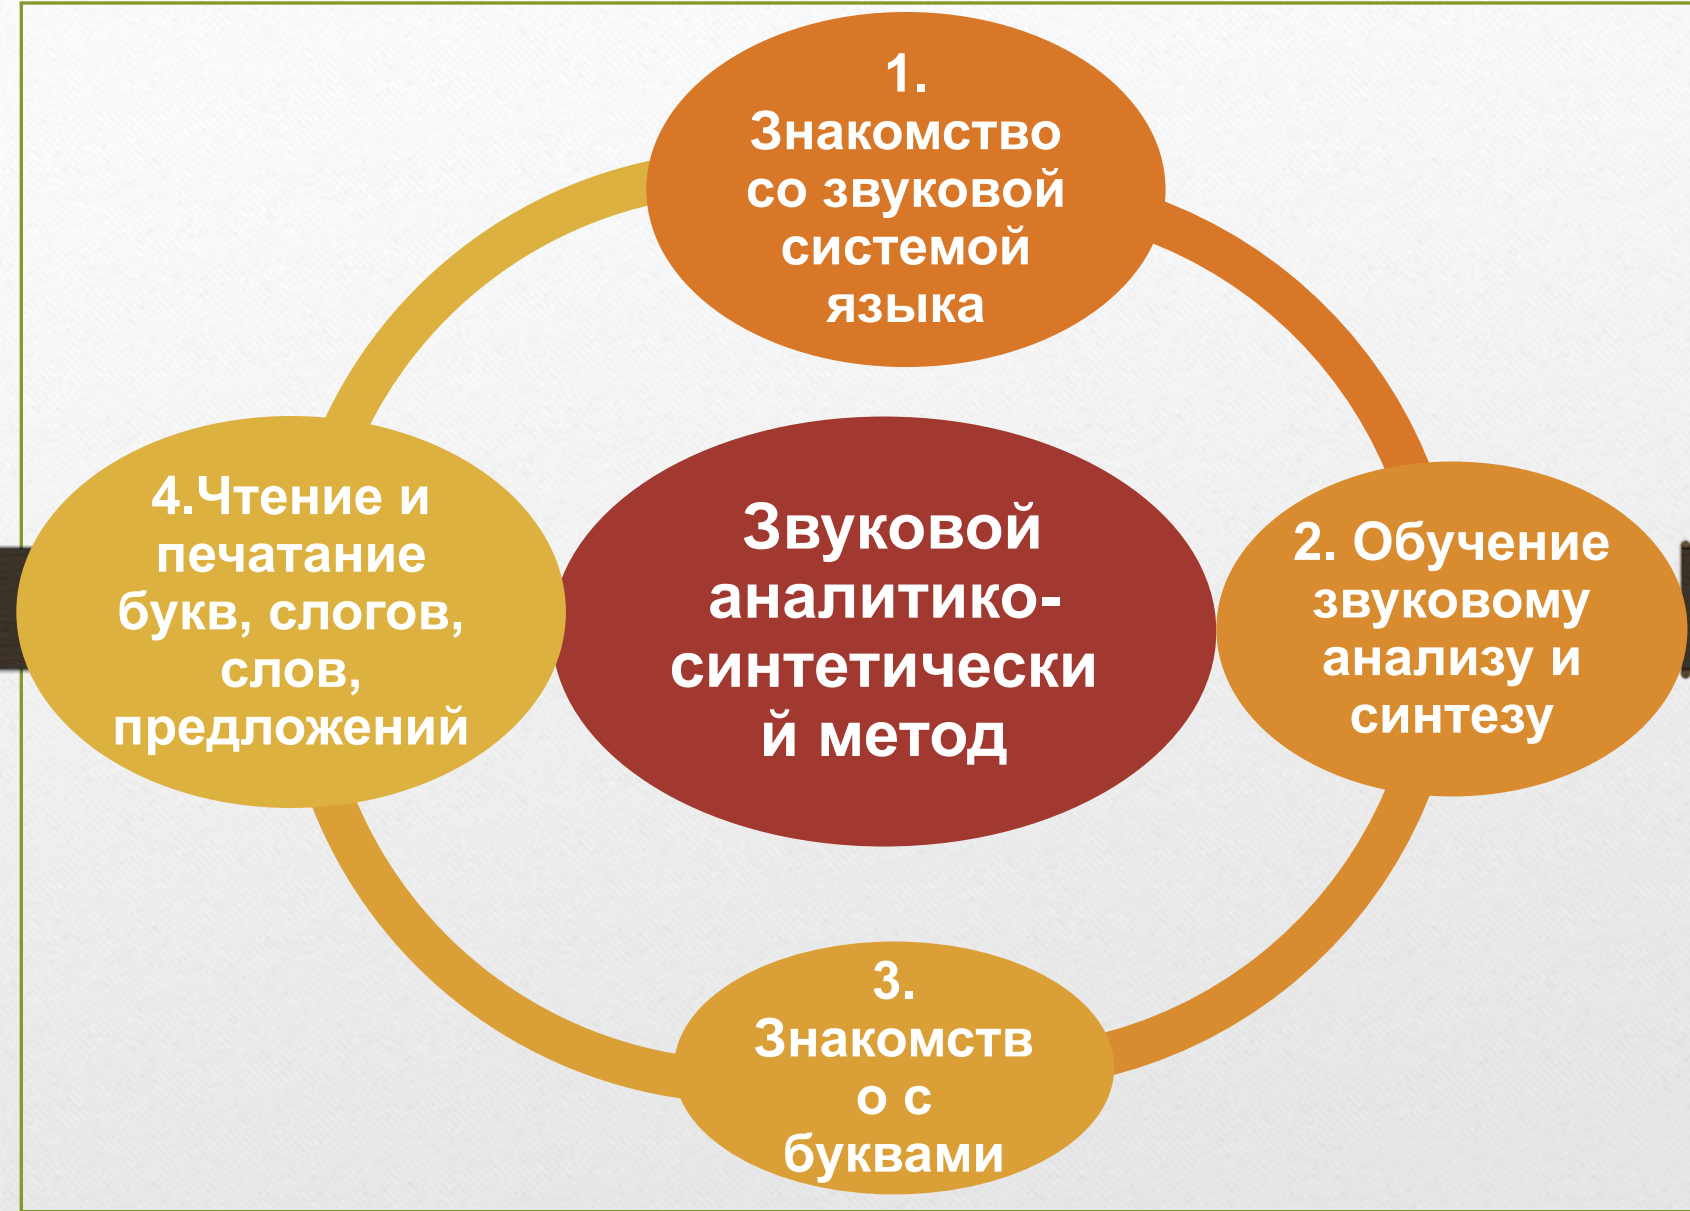 1.
Знакомство
со звуковой
системой
языка
4.Чтение и
печатание
букв, слогов,
слов,
предложений
Звуковой
аналитико-
синтетически
й метод
2. Обучение
звуковому
анализу и
синтезу
3.
Знакомств
о с
буквами